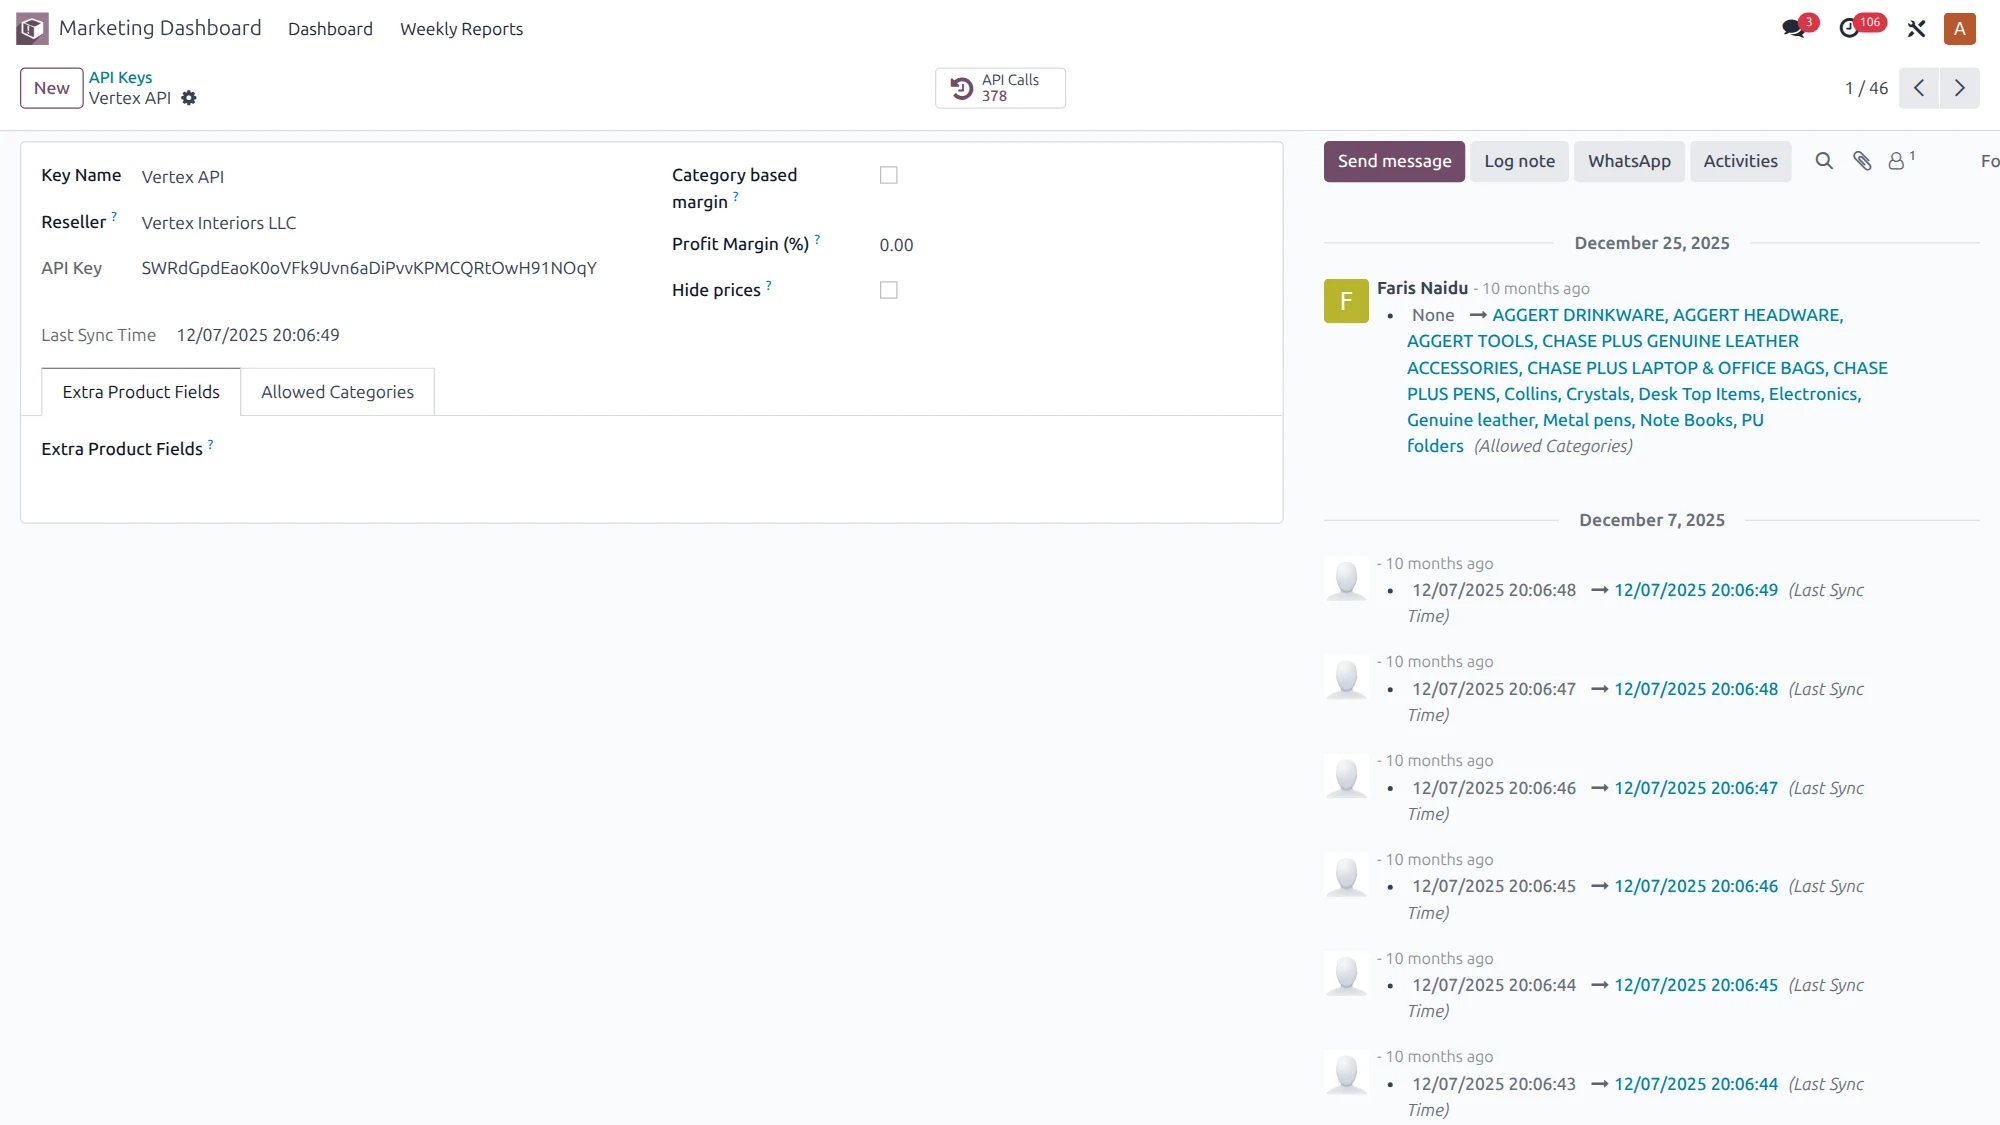 Marketing Dashboard Dashboard Weekly Reports 3 106 A
New API Keys
Vertex API
API Calls
378
1 / 46
Key Name Vertex API
Reseller ? Vertex Interiors LLC
API Key SWRdGpdEaoK0oVFk9Uvn6aDiPvvKPMCQRtOwH91NOqY
Last Sync Time 12/07/2025 20:06:49
Category based
margin ?
Profit Margin (%) ? 0.00
Hide prices ?
Extra Product Fields Allowed Categories
Extra Product Fields ?
Send message Log note WhatsApp Activities 1 Fo
December 25, 2025
F
Faris Naidu - 10 months ago
• None → AGGERT DRINKWARE, AGGERT HEADWARE,
AGGERT TOOLS, CHASE PLUS GENUINE LEATHER
ACCESSORIES, CHASE PLUS LAPTOP & OFFICE BAGS, CHASE
PLUS PENS, Collins, Crystals, Desk Top Items, Electronics,
Genuine leather, Metal pens, Note Books, PU
folders (Allowed Categories)
December 7, 2025
- 10 months ago
• 12/07/2025 20:06:48 → 12/07/2025 20:06:49 (Last Sync
Time)
- 10 months ago
• 12/07/2025 20:06:47 → 12/07/2025 20:06:48 (Last Sync
Time)
- 10 months ago
• 12/07/2025 20:06:46 → 12/07/2025 20:06:47 (Last Sync
Time)
- 10 months ago
• 12/07/2025 20:06:45 → 12/07/2025 20:06:46 (Last Sync
Time)
- 10 months ago
• 12/07/2025 20:06:44 → 12/07/2025 20:06:45 (Last Sync
Time)
- 10 months ago
• 12/07/2025 20:06:43 → 12/07/2025 20:06:44 (Last Sync
Time)